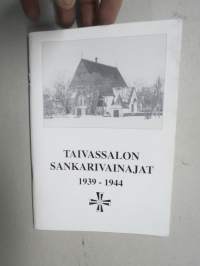 TAIVASSALON
SANKARIVAINAJAT
1939 - 1944